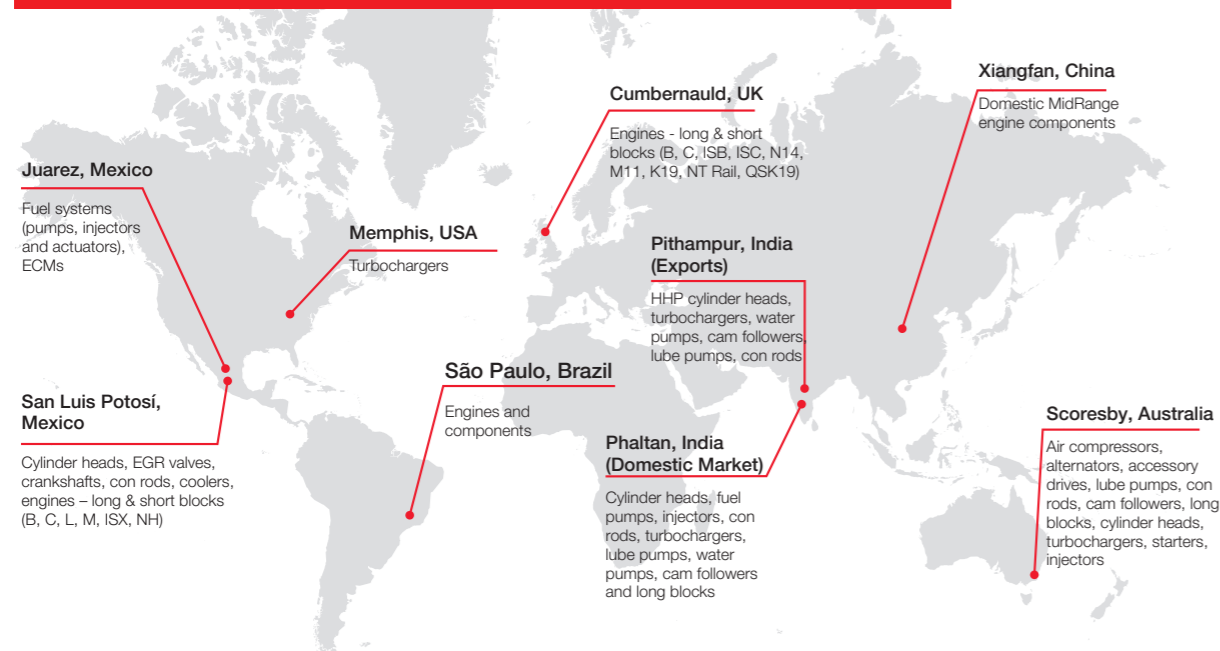 Juarez, Mexico
Fuel systems
(pumps, injectors
and actuators),
ECMs
San Luis Potosí,
Mexico
Cylinder heads, EGR valves,
crankshafts, con rods, coolers,
engines – long & short blocks
(B, C, L, M, ISX, NH)
Memphis, USA
Turbochargers
São Paulo, Brazil
Engines and
components
Cumbernauld, UK
Engines - long & short
blocks (B, C, ISB, ISC, N14,
M11, K19, NT Rail, QSK19)
Pithampur, India
(Exports)
HHP cylinder heads,
turbochargers, water
pumps, cam followers,
lube pumps, con rods
Phaltan, India
(Domestic Market)
Cylinder heads, fuel
pumps, injectors, con
rods, turbochargers,
lube pumps, water
pumps, cam followers
and long blocks
Xiangfan, China
Domestic MidRange
engine components
Scoresby, Australia
Air compressors,
alternators, accessory
drives, lube pumps, con
rods, cam followers, long
blocks, cylinder heads,
turbochargers, starters,
injectors